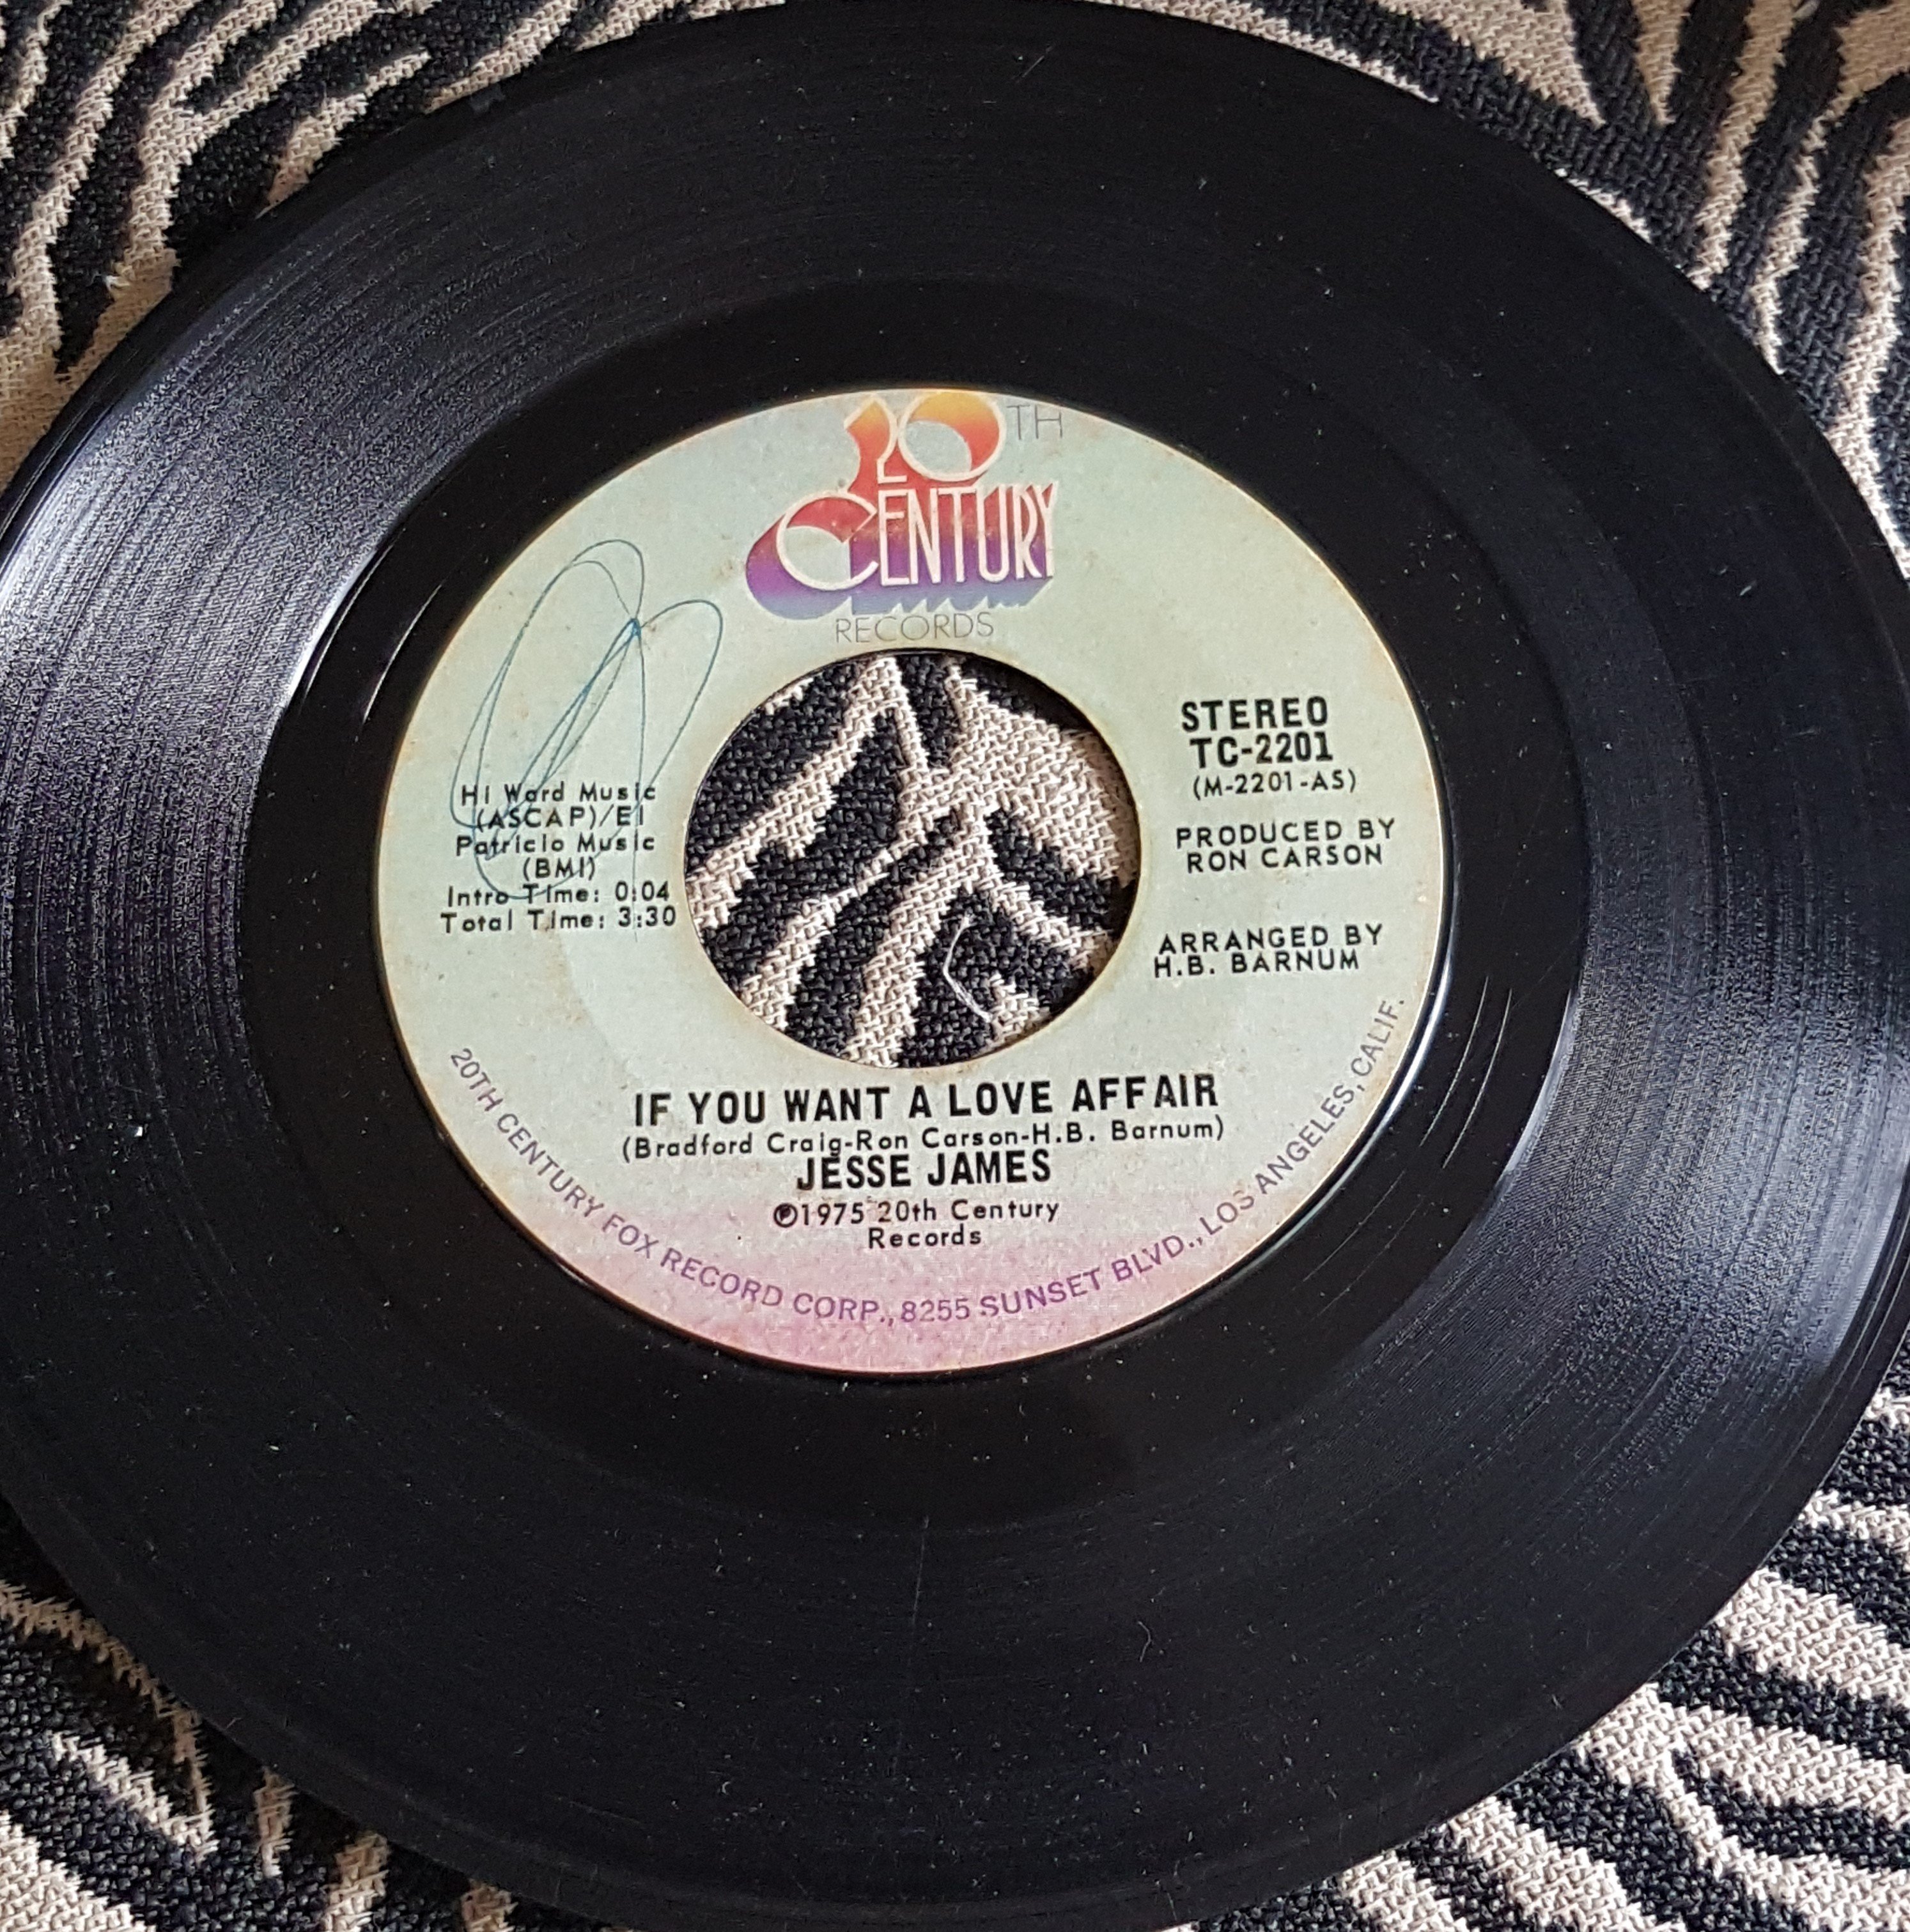 20TH
CENTURY
RECORDS
STEREO
TC-2201
(M-2201-AS)
PRODUCED BY
RON CARSON
ARRANGED BY
H.B. BARNUM
Hi Word Music
(ASCAP)/El
Patricio Music
(BMI)
Intro Time: 0:04
Total Time: 3:30
IF YOU WANT A LOVE AFFAIR
(Bradford Craig-Ron Carson-H.B. Barnum)
JESSE JAMES
℗1975 20th Century
Records
20TH CENTURY FOX RECORD CORP., 8255 SUNSET BLVD., LOS ANGELES, CALIF.